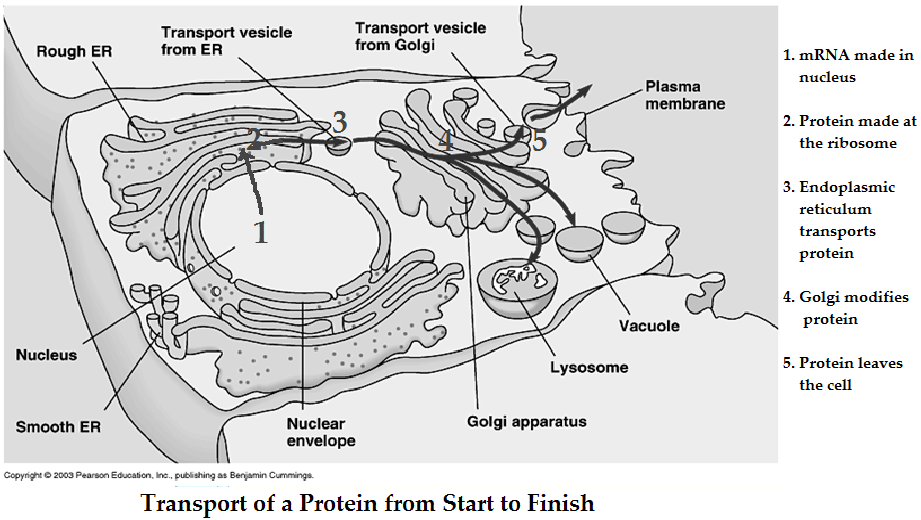 Rough ER
Transport vesicle
from ER
Transport vesicle
from Golgi
Plasma
membrane
1
2
3
4
5
Nucleus
Smooth ER
Nuclear
envelope
Golgi apparatus
Lysosome
Vacuole
1. mRNA made in
nucleus
2. Protein made at
the ribosome
3. Endoplasmic
reticulum
transports
protein
4. Golgi modifies
protein
5. Protein leaves
the cell
Copyright © 2003 Pearson Education, Inc., publishing as Benjamin Cummings.
Transport of a Protein from Start to Finish